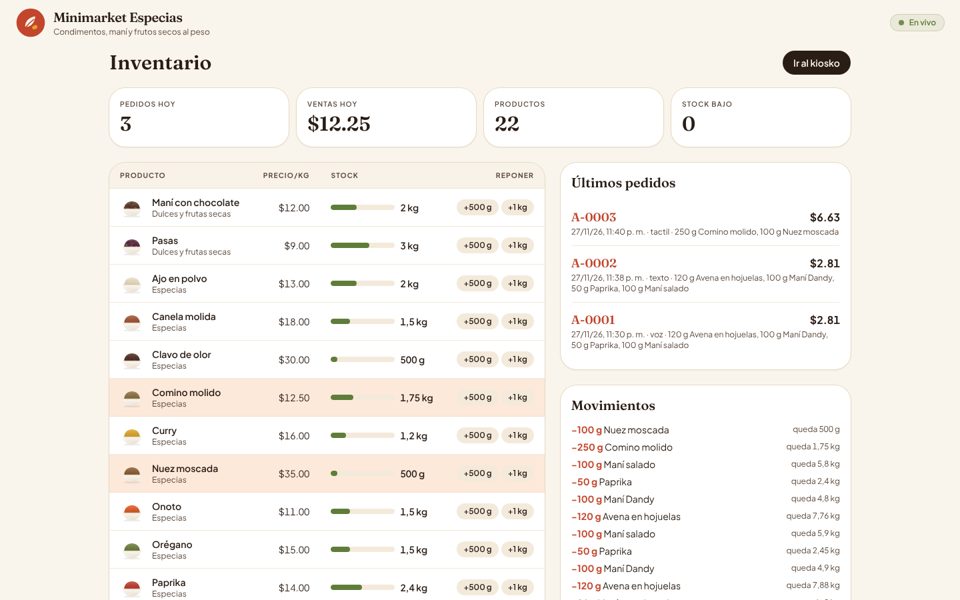 Minimarket Especias
Condimentos, maní y frutos secos al peso
En vivo
Inventario
Ir al kiosko
PEDIDOS HOY
3
VENTAS HOY
$12.25
PRODUCTOS
22
STOCK BAJO
0
PRODUCTO PRECIO/KG STOCK REPONER
Maní con chocolate
Dulces y frutas secas
$12.00 2 kg +500 g +1 kg
Pasas
Dulces y frutas secas
$9.00 3 kg +500 g +1 kg
Ajo en polvo
Especias
$13.00 2 kg +500 g +1 kg
Canela molida
Especias
$18.00 1,5 kg +500 g +1 kg
Clavo de olor
Especias
$30.00 500 g +500 g +1 kg
Comino molido
Especias
$12.50 1,75 kg +500 g +1 kg
Curry
Especias
$16.00 1,2 kg +500 g +1 kg
Nuez moscada
Especias
$35.00 500 g +500 g +1 kg
Onoto
Especias
$11.00 1,5 kg +500 g +1 kg
Orégano
Especias
$15.00 1,5 kg +500 g +1 kg
Paprika
Especias
$14.00 2,4 kg +500 g +1 kg
Últimos pedidos
A-0003 $6.63
27/11/26, 11:40 p. m. · tactil · 250 g Comino molido, 100 g Nuez moscada
A-0002 $2.81
27/11/26, 11:38 p. m. · texto · 120 g Avena en hojuelas, 100 g Maní Dandy,
50 g Paprika, 100 g Maní salado
A-0001 $2.81
27/11/26, 11:30 p. m. · voz · 120 g Avena en hojuelas, 100 g Maní Dandy,
50 g Paprika, 100 g Maní salado
Movimientos
−100 g Nuez moscada queda 500 g
−250 g Comino molido queda 1,75 kg
−100 g Maní salado queda 5,8 kg
−50 g Paprika queda 2,4 kg
−100 g Maní Dandy queda 4,8 kg
−120 g Avena en hojuelas queda 7,76 kg
−100 g Maní salado queda 5,9 kg
−50 g Paprika queda 2,45 kg
−100 g Maní Dandy queda 4,9 kg
−120 g Avena en hojuelas queda 7,88 kg